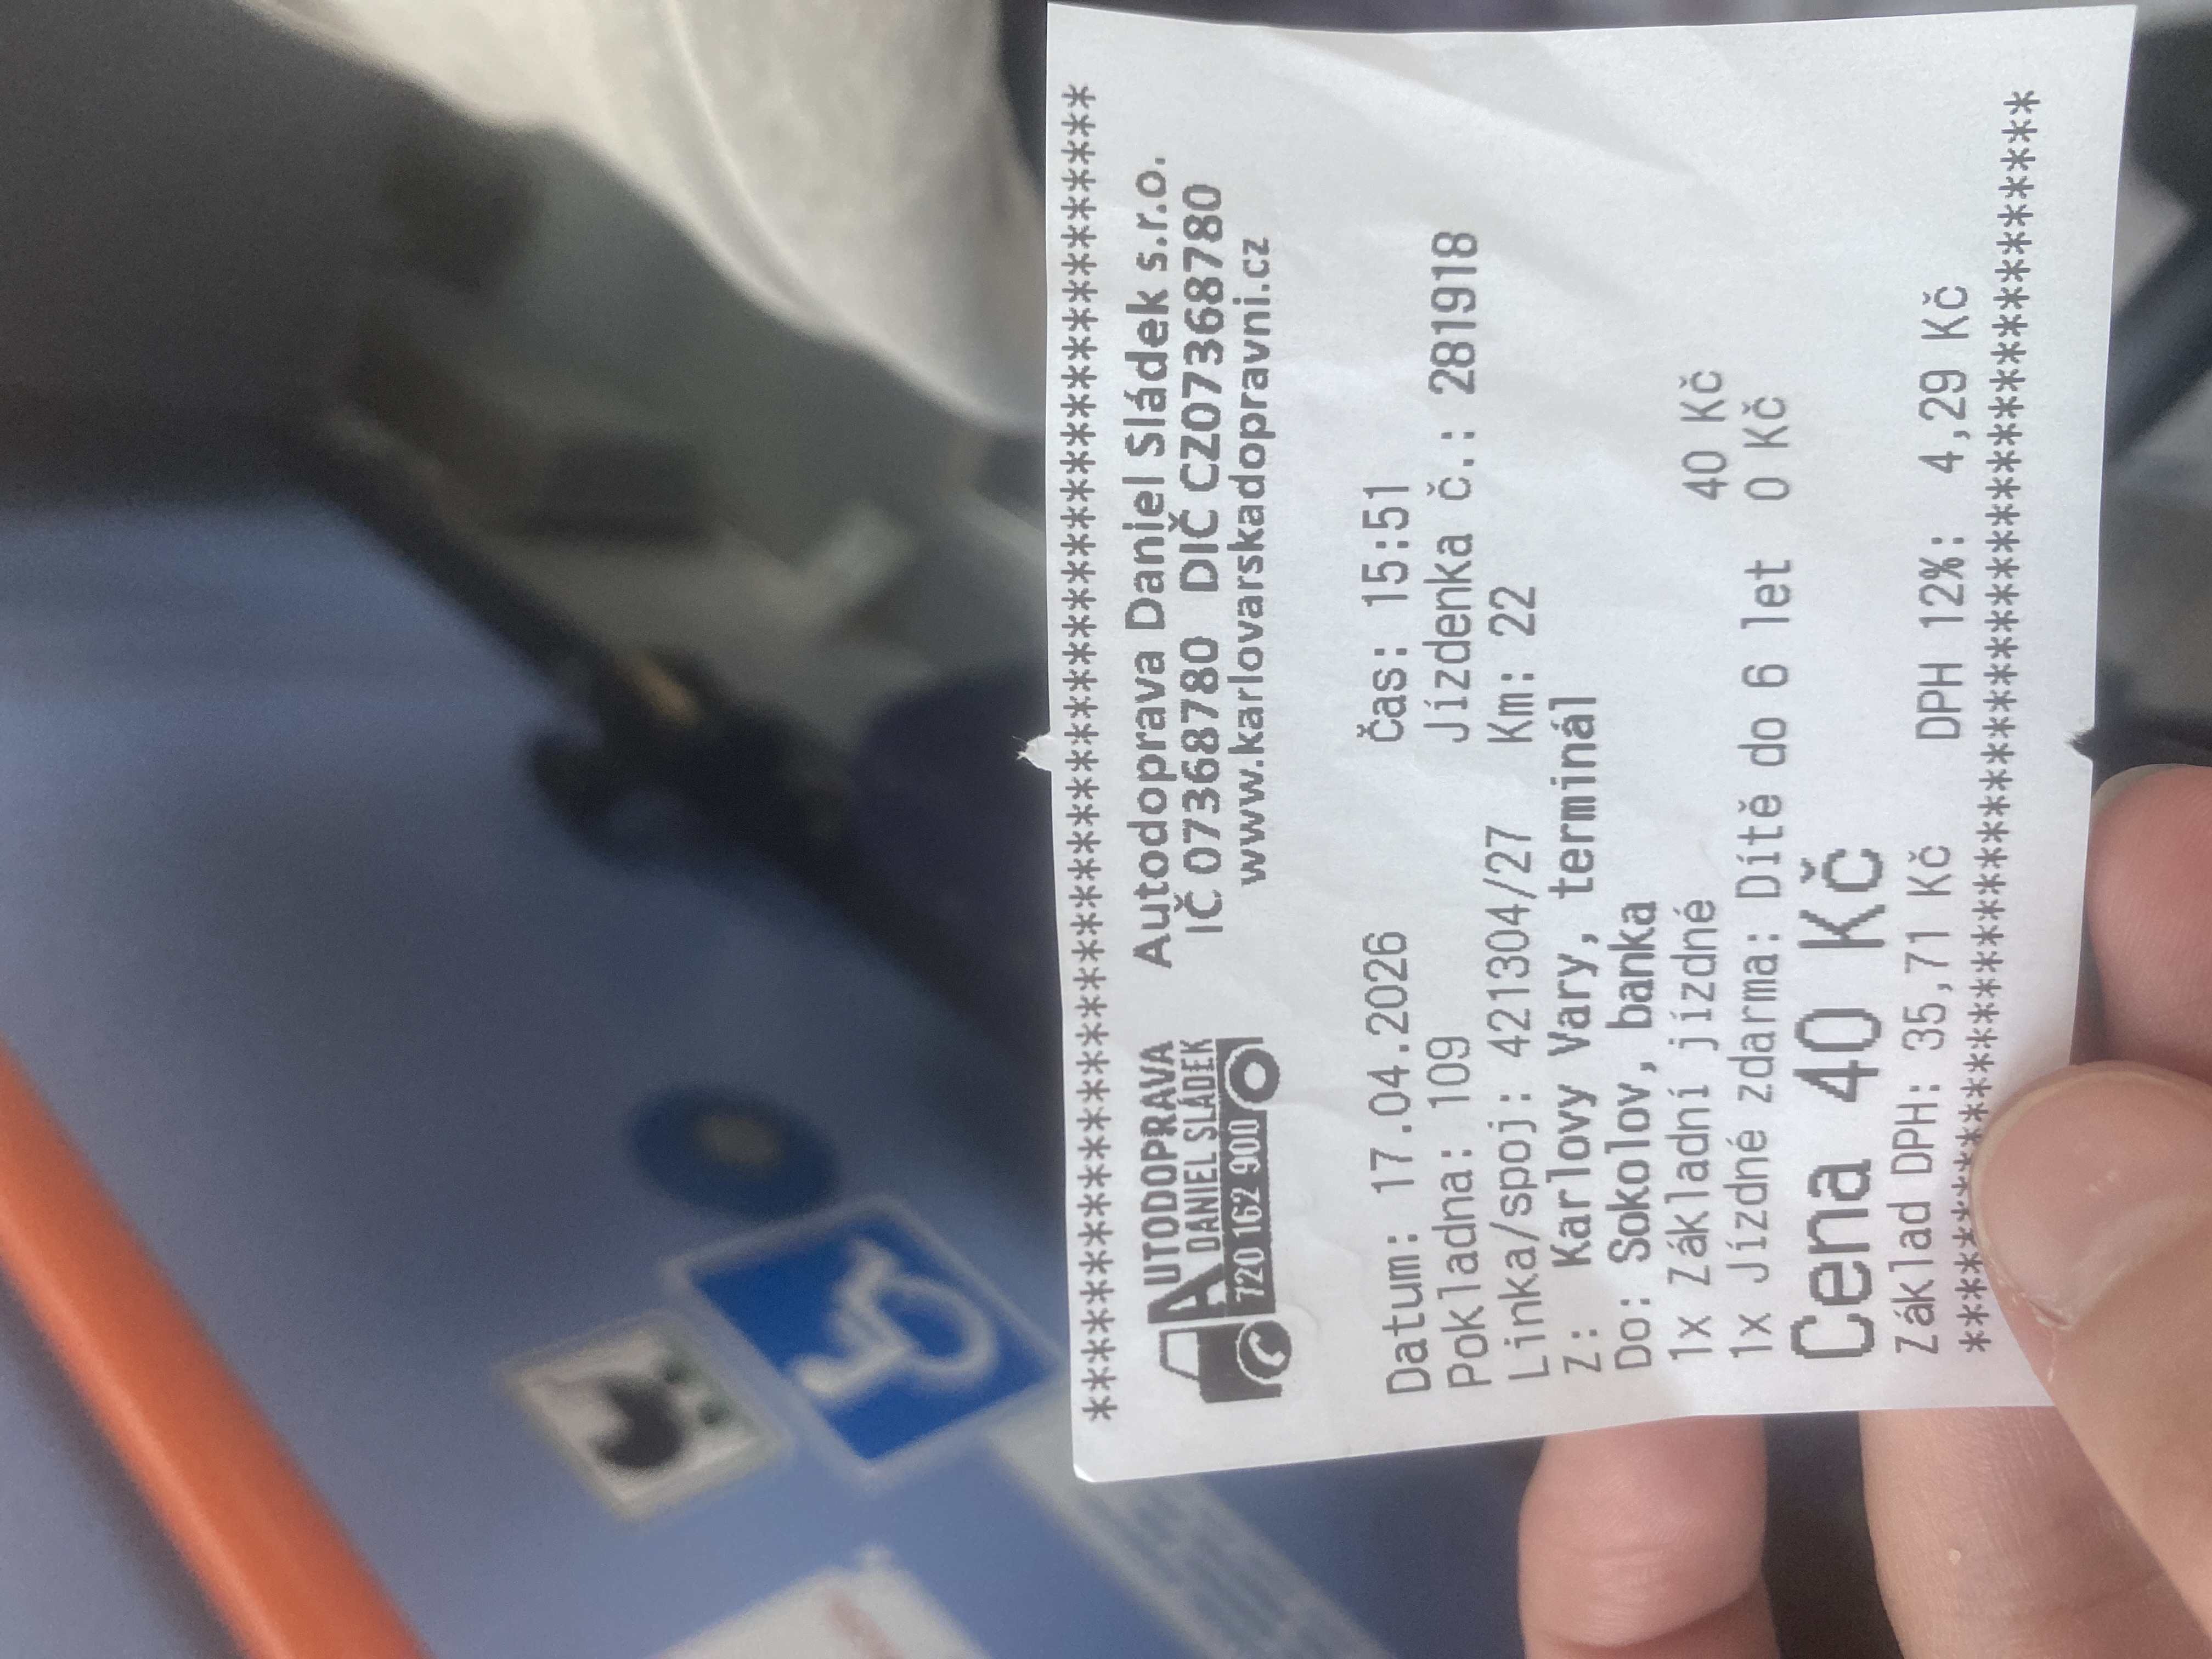 ****************************************
AUTODOPRAVA
DANIEL SLÁDEK
720 162 900
Autodoprava Daniel Sládek s.r.o.
IČ 07368780 DIČ CZ07368780
www.karlovarskadopravni.cz
Datum: 17.04.2026 Čas: 15:51
Pokladna: 109 Jízdenka č.: 281918
Linka/spoj: 421304/27 Km: 22
Z: Karlovy Vary, terminál
Do: Sokolov, banka
1x Základní jízdné 40 Kč
1x Jízdné zdarma: Dítě do 6 let 0 Kč
Cena 40 Kč
Základ DPH: 35,71 Kč DPH 12%: 4,29 Kč
****************************************